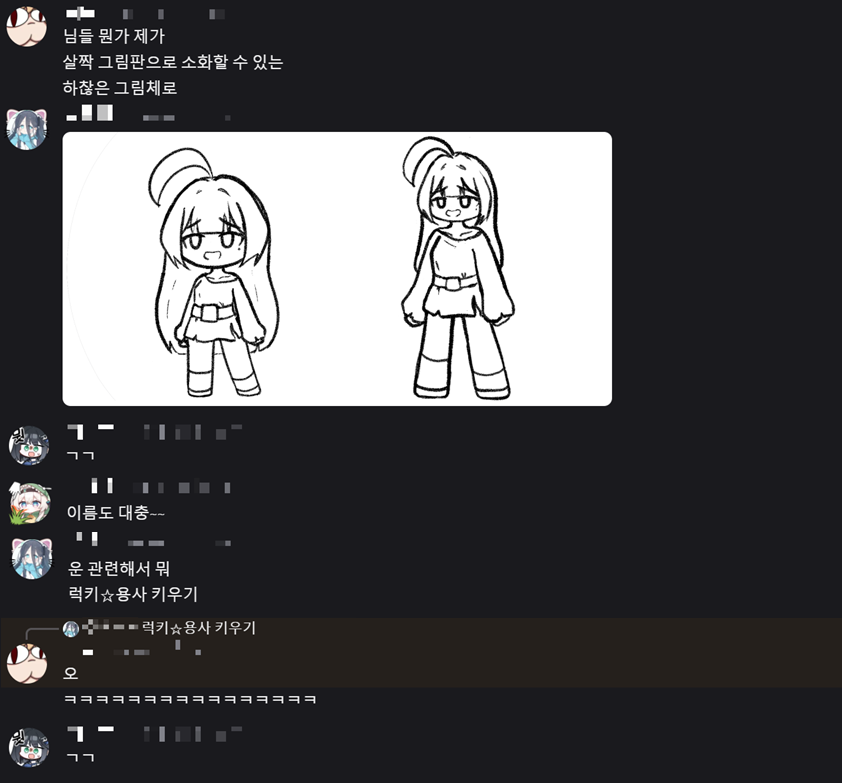 님들 뭔가 제가
살짝 그림판으로 소화할 수 있는
하찮은 그림체로
ㄱㄱ
이름도 대충~~
운 관련해서 뭐
럭키☆용사 키우기
럭키☆용사 키우기
오
ㅋㅋㅋㅋㅋㅋㅋㅋㅋㅋㅋㅋㅋㅋㅋㅋ
ㄱㄱ